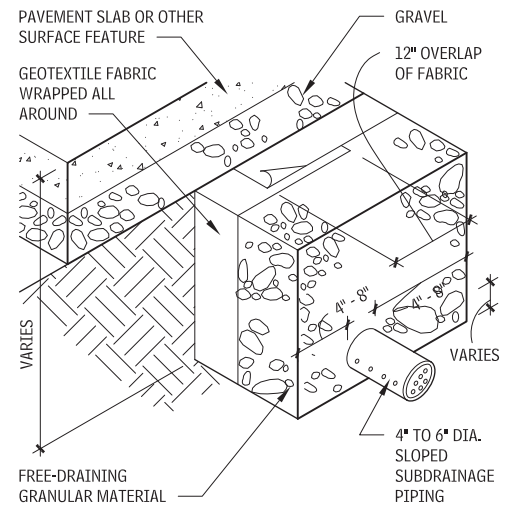 PAVEMENT SLAB OR OTHER
SURFACE FEATURE
GRAVEL
12" OVERLAP
OF FABRIC
GEOTEXTILE FABRIC
WRAPPED ALL
AROUND
4" - 8"
4" - 8"
VARIES
VARIES
4" TO 6" DIA.
SLOPED
SUBDRAINAGE
PIPING
FREE-DRAINING
GRANULAR MATERIAL